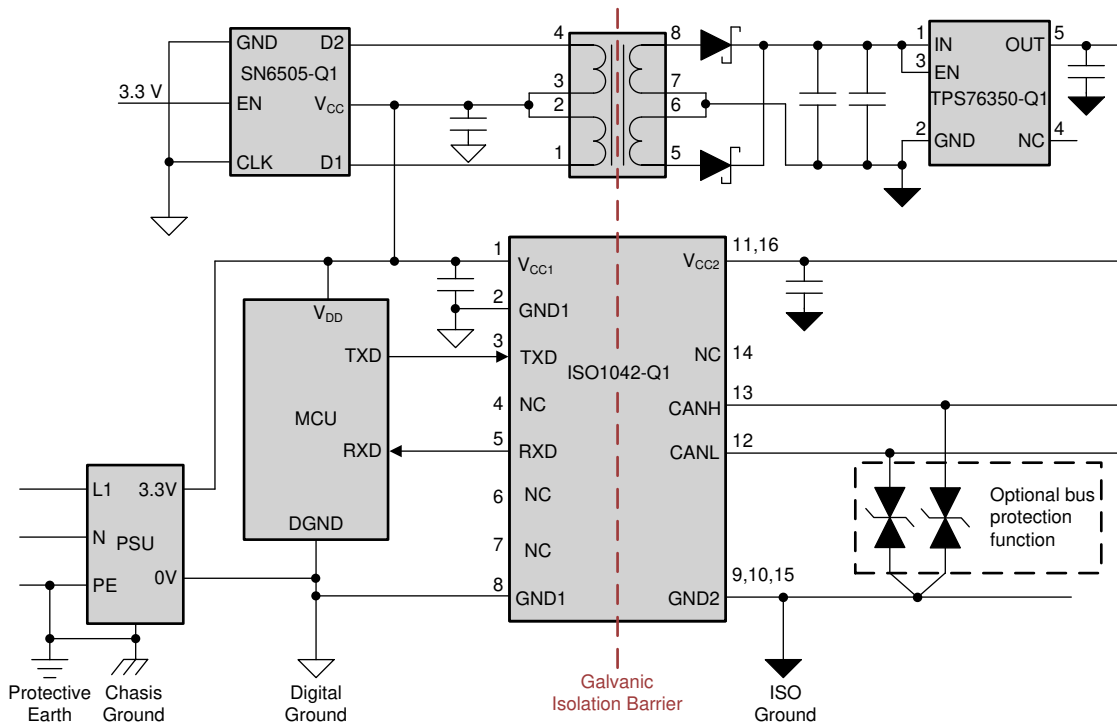 GND
D2
SN6505-Q1
3.3 V
EN
VCC
CLK
D1
4
3
2
1
8
7
6
5
1
IN
OUT
5
3
EN
TPS76350-Q1
2
GND
NC
4
1
VCC1
2
GND1
3
TXD
4
NC
5
RXD
6
NC
7
NC
8
GND1
ISO1042-Q1
11,16
VCC2
NC
14
13
CANH
12
CANL
9,10,15
GND2
VDD
TXD
MCU
RXD
DGND
L1
3.3V
N
PSU
PE
0V
Optional bus
protection
function
Protective
Earth
Chasis
Ground
Digital
Ground
Galvanic
Isolation Barrier
ISO
Ground